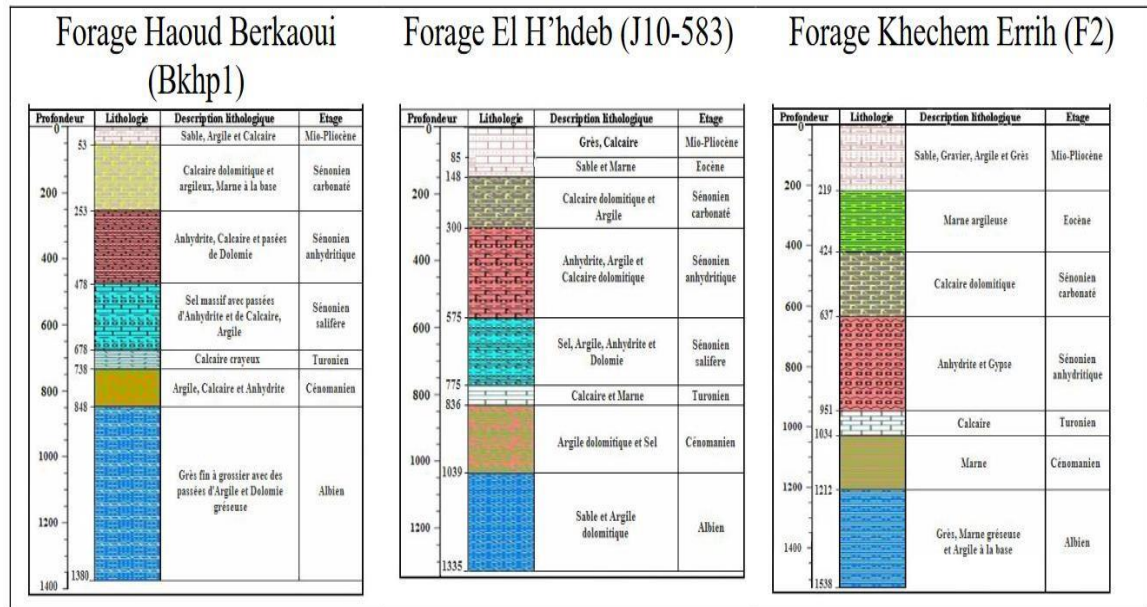 Forage Haoud Berkaoui
(Bkhp1)
Profondeur Lithologie Description lithologique Etage
0
Sable, Argile et Calcaire Mio-Pliocène
53
Calcaire dolomitique et
argileux, Marne à la base
Sénonien
carbonaté
200
253
Anhydrite, Calcaire et pasées
de Dolomie
Sénonien
anhydritique
400
478
Sel massif avec passées
d'Anhydrite et de Calcaire,
Argile
Sénonien
salifère
600
678
Calcaire crayeux Turonien
738
800
Argile, Calcaire et Anhydrite Cénomanien
848
1000
Grès fin à grossier avec des
passées d'Argile et Dolomie
gréseuse
Albien
1200
1380
1400
Forage El H'hdeb (J10-583)
Profondeur Lithologie Description lithologique Etage
0
Grès, Calcaire Mio-Pliocène
85
Sable et Marne Eocène
148
200
Calcaire dolomitique et
Argile
Sénonien
carbonaté
300
400
Anhydrite, Argile et
Calcaire dolomitique
Sénonien
anhydritique
575
600
Sel, Argile, Anhydrite et
Dolomie
Sénonien
salifère
775
800
Calcaire et Marne Turonien
836
Argile dolomitique et Sel Cénomanien
1000
1039
Sable et Argile
dolomitique
Albien
1200
1335
Forage Khechem Errih (F2)
Profondeur Lithologie Description lithologique Etage
0
Sable, Gravier, Argile et Grès Mio-Pliocène
200
219
Marne argileuse Eocène
400
424
Calcaire dolomitique
Sénonien
carbonaté
600
637
Anhydrite et Gypse
Sénonien
anhydritique
800
951
Calcaire Turonien
1000
1034
Marne Cénomanien
1200
1212
Grès, Marne gréseuse
et Argile à la base
Albien
1400
1538